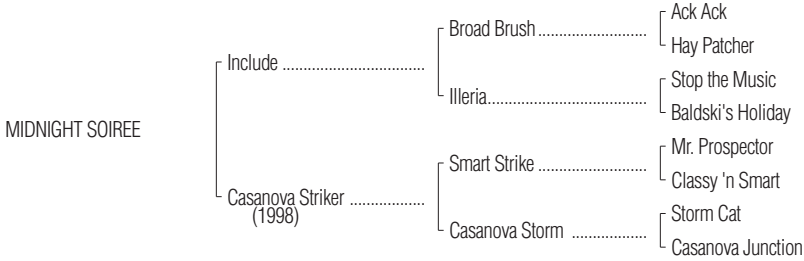 Ack Ack
Broad Brush ..........................
Hay Patcher
Include ..................................
Stop the Music
Illeria......................................
Baldski's Holiday
MIDNIGHT SOIREE
Mr. Prospector
Smart Strike ..........................
Classy 'n Smart
Casanova Striker ..................
(1998)
Storm Cat
Casanova Storm ..................
Casanova Junction